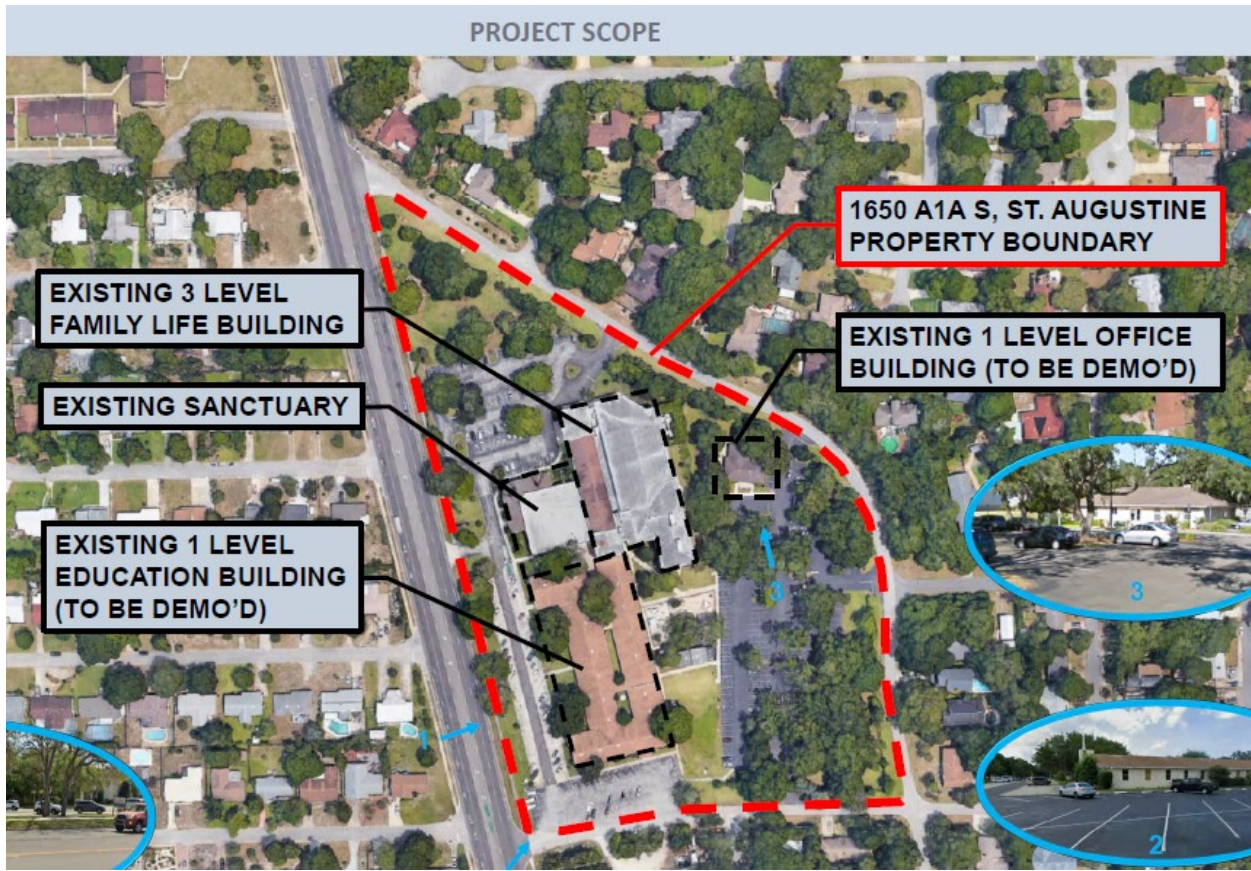 PROJECT SCOPE
1650 A1A S, ST. AUGUSTINE
PROPERTY BOUNDARY
EXISTING 3 LEVEL
FAMILY LIFE BUILDING
EXISTING 1 LEVEL OFFICE
BUILDING (TO BE DEMO'D)
EXISTING SANCTUARY
EXISTING 1 LEVEL
EDUCATION BUILDING
(TO BE DEMO'D)
3
3
1
2